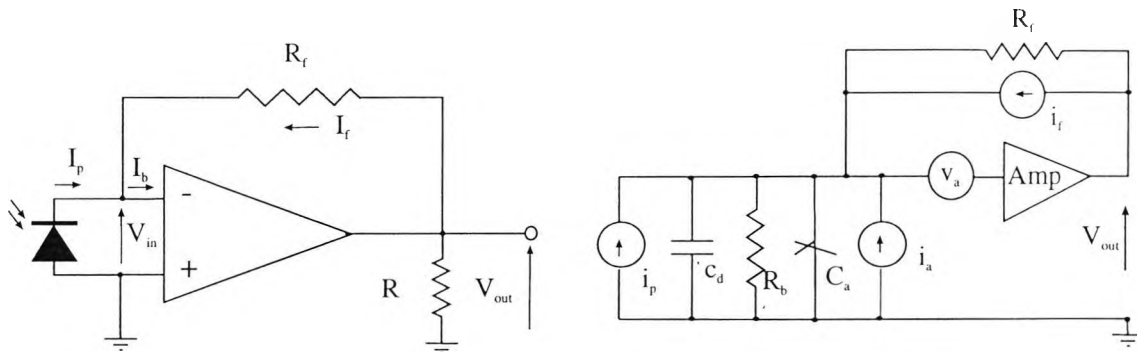 R_f
I_f
I_p
I_b
-
V_in
+
R
V_out
R_f
i_f
v_a
Amp
i_p
c_d
R_b
C_a
i_a
V_out